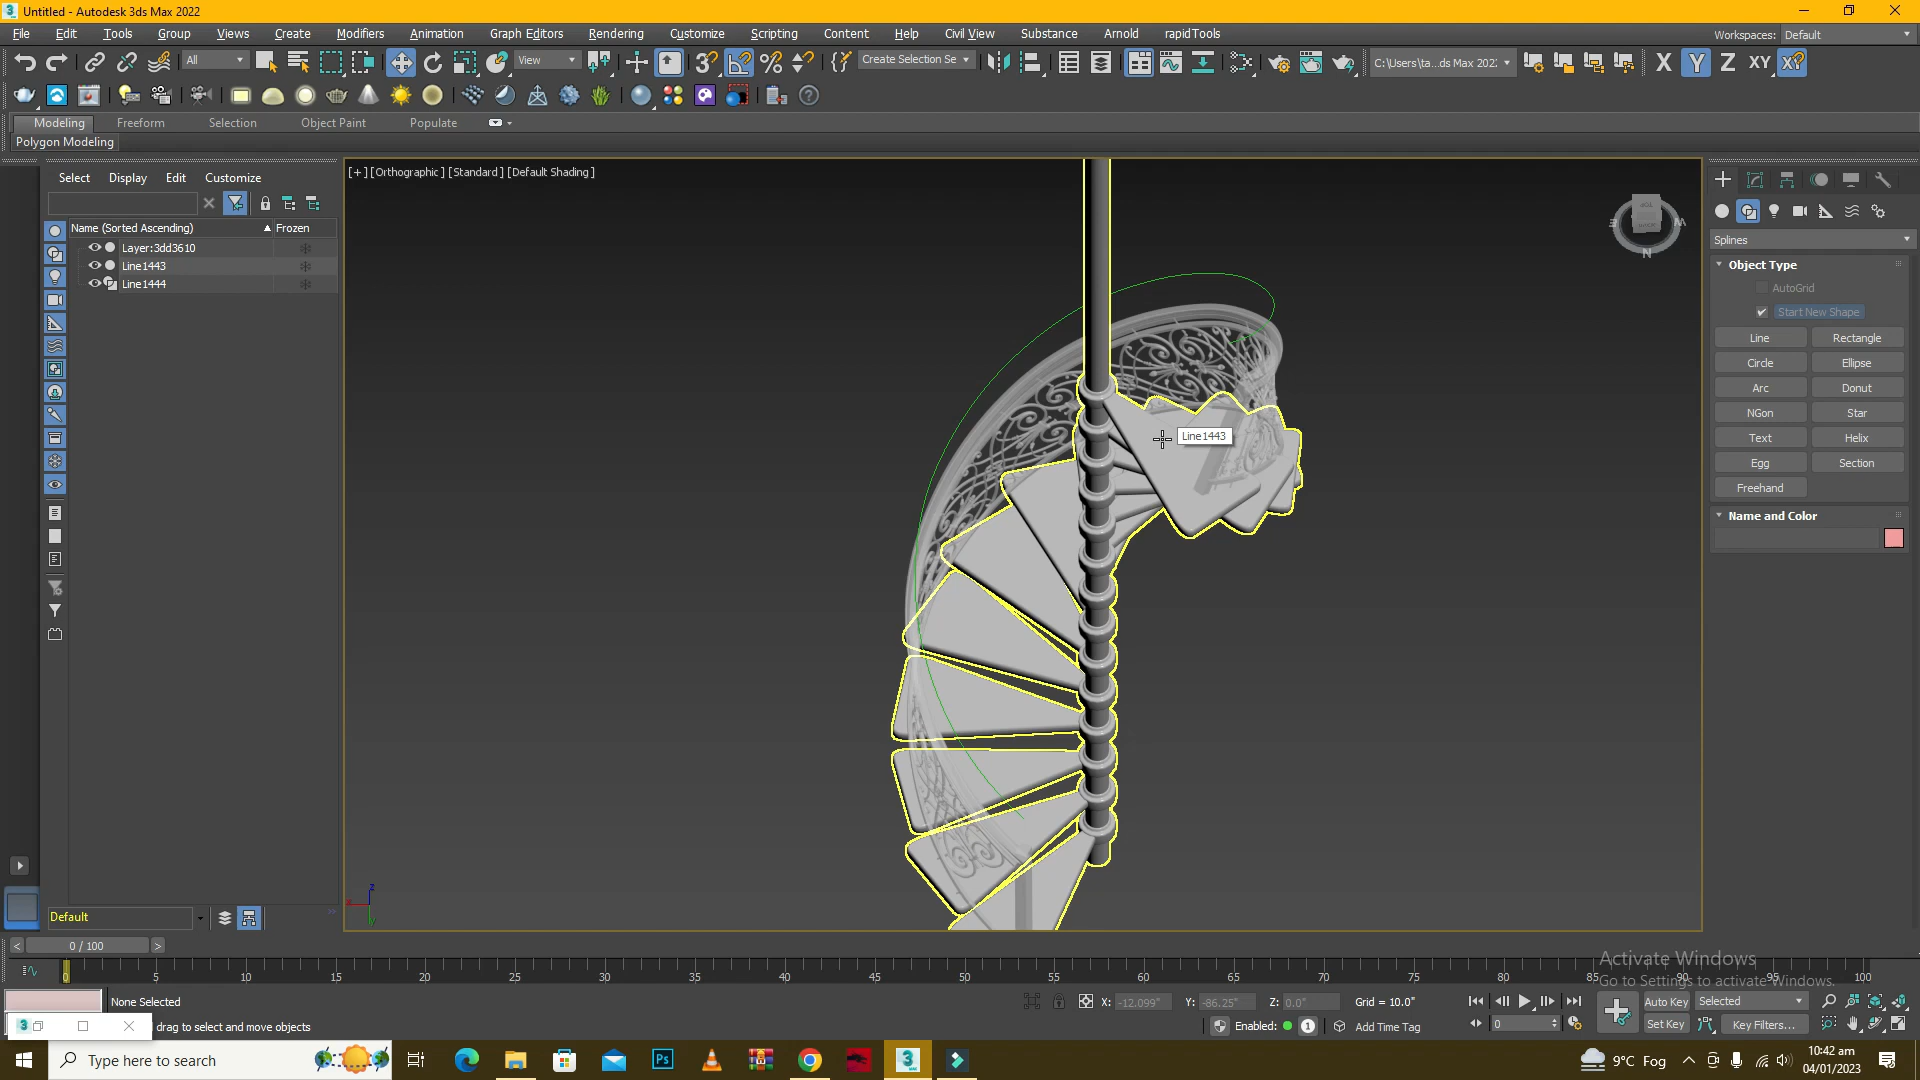 Untitled - Autodesk 3ds Max 2022
File Edit Tools Group Views Create Modifiers Animation Graph Editors Rendering Customize Scripting Content Help Civil View Substance Arnold rapidTools Workspaces: Default
All View Create Selection Se C:\Users\ta...ds Max 202: X Y Z XY
Modeling Freeform Selection Object Paint Populate
Polygon Modeling
Select Display Edit Customize
[+] [Orthographic] [Standard] [Default Shading]
Name (Sorted Ascending) Frozen
Layer:3dd3610
Line1443
Line1444
Line1443
Splines
Object Type
AutoGrid
Start New Shape
Line Rectangle
Circle Ellipse
Arc Donut
NGon Star
Text Helix
Egg Section
Freehand
Name and Color
Default
0 / 100
0 5 10 15 20 25 30 35 40 45 50 55 60 65 70 75 80 85 90 95 100
Activate Windows
Go to Settings to activate Windows.
None Selected X: -12.099" Y: -86.25" Z: 0.0" Grid = 10.0" Auto Key Selected
drag to select and move objects Enabled: 1 Add Time Tag 0 Set Key Key Filters...
Type here to search 9°C Fog 10:42 am
04/01/2023